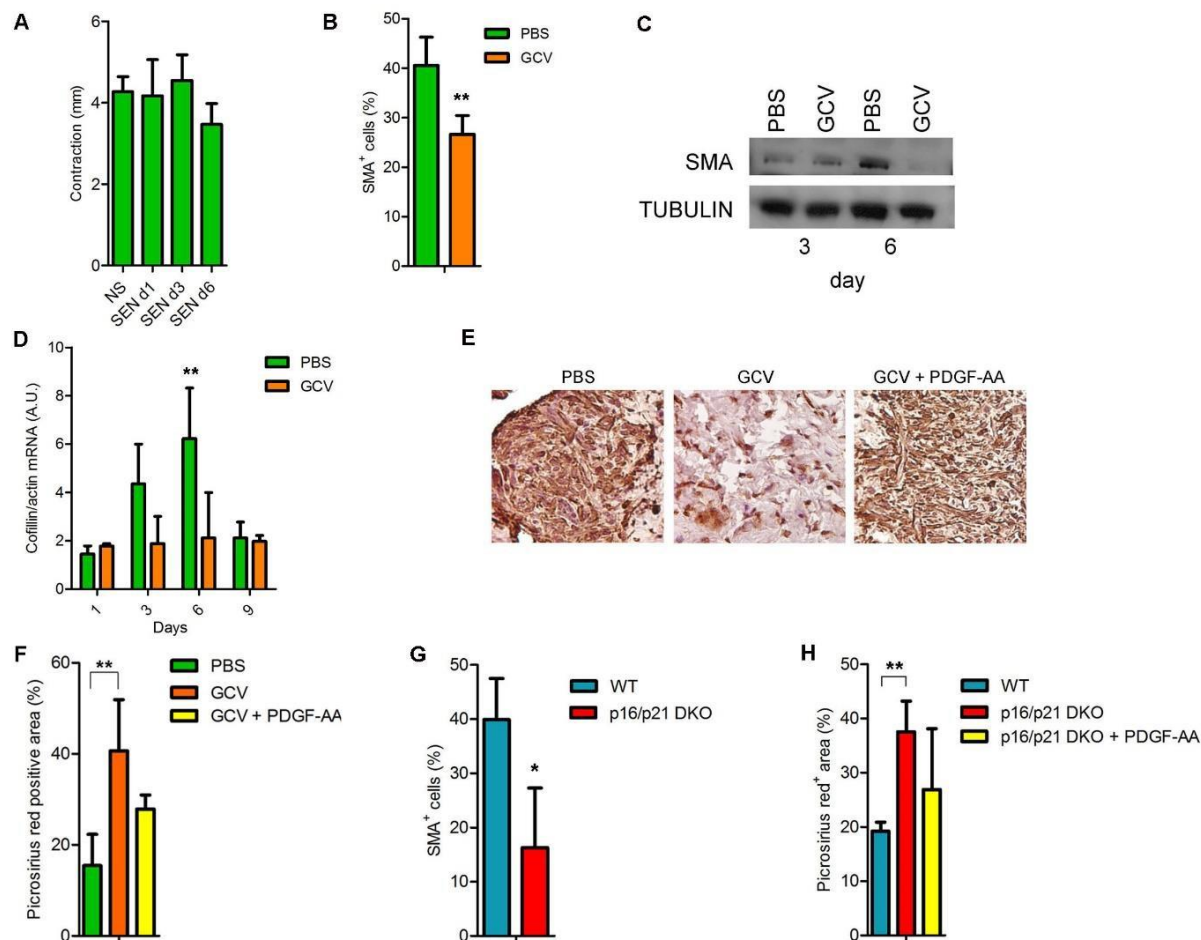 A
Contraction (mm)
6
4
2
0
NS
SEN d1
SEN d3
SEN d6
B
SMA+ cells (%)
50
40
30
20
10
0
PBS
GCV
**
C
PBS
GCV
PBS
GCV
SMA
TUBULIN
3 6
day
D
Cofillin/actin mRNA (A.U.)
10
8
6
4
2
0
**
PBS
GCV
1 3 6 9
Days
E
PBS
GCV
GCV + PDGF-AA
F
Picrosirius red positive area (%)
60
40
20
0
**
PBS
GCV
GCV + PDGF-AA
G
SMA+ cells (%)
50
40
30
20
10
0
*
WT
p16/p21 DKO
H
Picrosirius red+ area (%)
50
40
30
20
10
0
**
WT
p16/p21 DKO
p16/p21 DKO + PDGF-AA